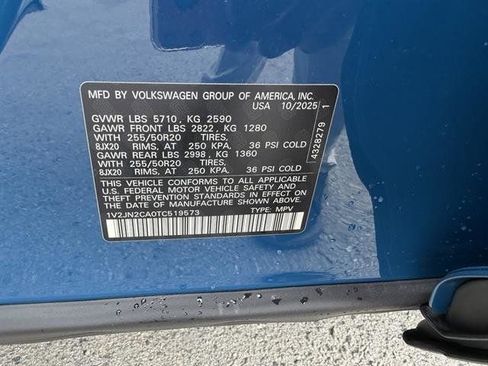 MFD BY VOLKSWAGEN GROUP OF AMERICA, INC.
USA 10/2025
GVWR LBS 5710, KG 2590
GAWR FRONT LBS 2822, KG 1280
WITH 255/50R20 TIRES,
8JX20 RIMS, AT 250 KPA. 36 PSI COLD
GAWR REAR LBS 2998, KG 1360
WITH 255/50R20 TIRES,
8JX20 RIMS, AT 250 KPA. 36 PSI COLD
THIS VEHICLE CONFORMS TO ALL APPLICABLE
U.S. FEDERAL MOTOR VEHICLE SAFETY AND
THEFT PREVENTION STANDARDS IN EFFECT ON
THE DATE OF MANUFACTURE SHOWN ABOVE.
1V2JN2CA0TC519573 TYPE: MPV
4328279 1